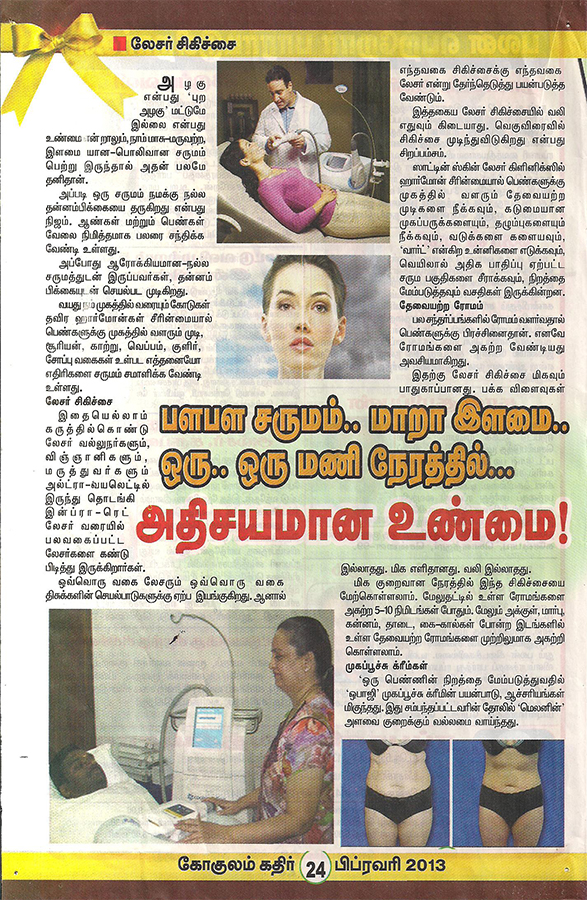 லேசர் சிகிச்சை
அழகு
என்பது 'புற
அழகு' மட்டுமே
இல்லை என்பது
உண்மை என்றாலும், நாம் மாசு-மருவற்ற,
இளமை யான-பொலிவான சருமம்
பெற்று இருந்தால் அதன் பலமே
தனிதான்.
அப்படி ஒரு சருமம் நமக்கு நல்ல
தன்னம்பிக்கையை தருகிறது என்பது
நிஜம். ஆண்கள் மற்றும் பெண்கள்
வேலை நிமித்தமாக பலரை சந்திக்க
வேண்டி உள்ளது.
அப்போது ஆரோக்கியமான-நல்ல
சருமத்துடன் இருப்பவர்கள், தன்னம்
பிக்கையுடன் செயல்பட முடிகிறது.
வயது முகத்தில் வரையும் கோடுகள்
தவிர ஹார்மோன்கள் சீரின்மையால்
பெண்களுக்கு முகத்தில் வளரும் முடி,
சூரியன், காற்று, வெப்பம், குளிர்,
சோப்பு வகைகள் உள்பட எத்தனையோ
எதிரிகளை சருமம் சமாளிக்க வேண்டி
உள்ளது.
லேசர் சிகிச்சை
இதையெல்லாம்
கருத்தில்கொண்டு
லேசர் வல்லுநர்களும்,
விஞ்ஞானிகளும்,
மருத்துவர்களும்
அல்ட்ரா-வயலெட்டில்
இருந்து தொடங்கி
இன்ப்ரா-ரெட்
லேசர் வரையில்
பலவகைப்பட்ட
லேசர்களை கண்டு
பிடித்து இருக்கிறார்கள்.
ஒவ்வொரு வகை லேசரும் ஒவ்வொரு வகை
திசுக்களின் செயல்பாடுகளுக்கு ஏற்ப இயங்குகிறது. ஆனால்
எந்தவகை சிகிச்சைக்கு எந்தவகை
லேசர் என்று தேர்ந்தெடுத்து பயன்படுத்த
வேண்டும்.
இத்தகைய லேசர் சிகிச்சையில் வலி
எதுவும் கிடையாது. வெகுவிரைவில்
சிகிச்சை முடிந்துவிடுகிறது என்பது
சிறப்பம்சம்.
ஸாட்டின் ஸ்கின் லேசர் கிளினிக்ஸில்
ஹார்மோன் சீரின்மையால் பெண்களுக்கு
முகத்தில் வளரும் தேவையற்ற
முடிகளை நீக்கவும், கடுமையான
முகப்பருக்களையும், தழும்புகளையும்
நீக்கவும், வடுக்களை களையவும்,
'வார்ட்' என்கிற உன்னிகளை எடுக்கவும்,
வெயிலால் அதிக பாதிப்பு ஏற்பட்ட
சரும பகுதிகளை சீராக்கவும், நிறத்தை
மேம்படுத்தவும் வசதிகள் இருக்கின்றன.
தேவையற்ற ரோமம்
பல சந்தர்ப்பங்களில் ரோமம் வளர்வதால்
பெண்களுக்கு பிரச்சினைதான். எனவே
ரோமங்களை அகற்ற வேண்டியது
அவசியமாகிறது.
இதற்கு லேசர் சிகிச்சை மிகவும்
பாதுகாப்பானது. பக்க விளைவுகள்
பளபள சருமம்.. மாறா இளமை..
ஒரு.. ஒரு மணி நேரத்தில்...
அதிசயமான உண்மை!
இல்லாதது. மிக எளிதானது. வலி இல்லாதது.
மிக குறைவான நேரத்தில் இந்த சிகிச்சையை
மேற்கொள்ளலாம். மேலுதட்டில் உள்ள ரோமங்களை
அகற்ற 5-10 நிமிடங்கள் போதும். மேலும் அக்குள், மார்பு,
கன்னம், தாடை, கை-கால்கள் போன்ற இடங்களில்
உள்ள தேவையற்ற ரோமங்களை முற்றிலுமாக அகற்றி
கொள்ளலாம்.
முகப்பூச்சு க்ரீம்கள்
'ஒரு பெண்ணின் நிறத்தை மேம்படுத்துவதில்
'ஒபாஜி' முகப்பூச்சு க்ரீமின் பயன்பாடு, ஆச்சரியங்கள்
மிகுந்தது. இது சம்பந்தப்பட்டவரின் தோலில் 'மெலனின்'
அளவை குறைக்கும் வல்லமை வாய்ந்தது.
கோகுலம் கதிர் 24 பிப்ரவரி 2013